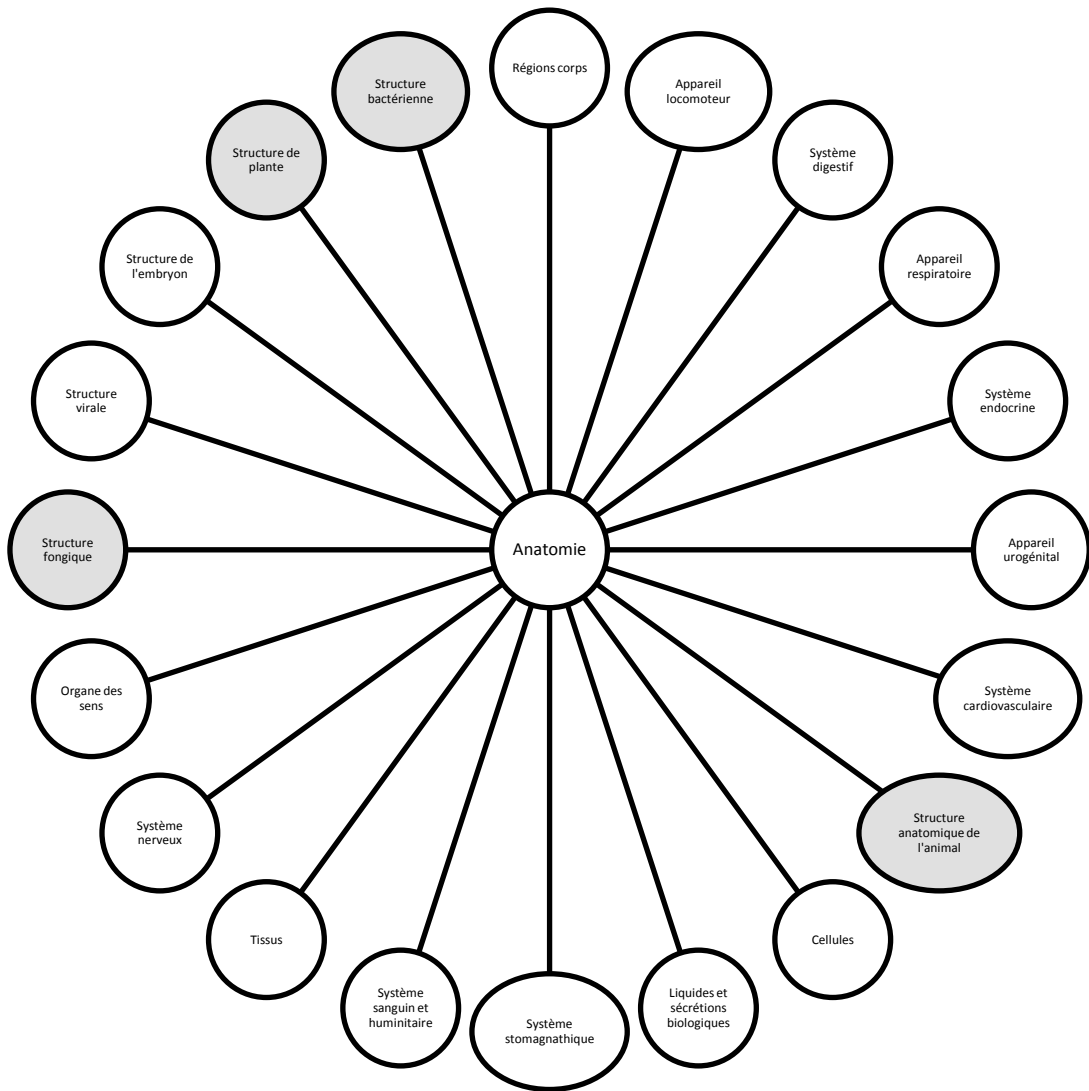 Régions corps
Appareil
locomoteur
Système
digestif
Appareil
respiratoire
Système
endocrine
Appareil
urogénital
Système
cardiovasculaire
Structure
anatomique de
l'animal
Cellules
Liquides et
sécrétions
biologiques
Système
stomagnathique
Système
sanguin et
huminitaire
Tissus
Système
nerveux
Organe des
sens
Structure
fongique
Structure
virale
Structure de
l'embryon
Structure de
plante
Structure
bactérienne
Anatomie